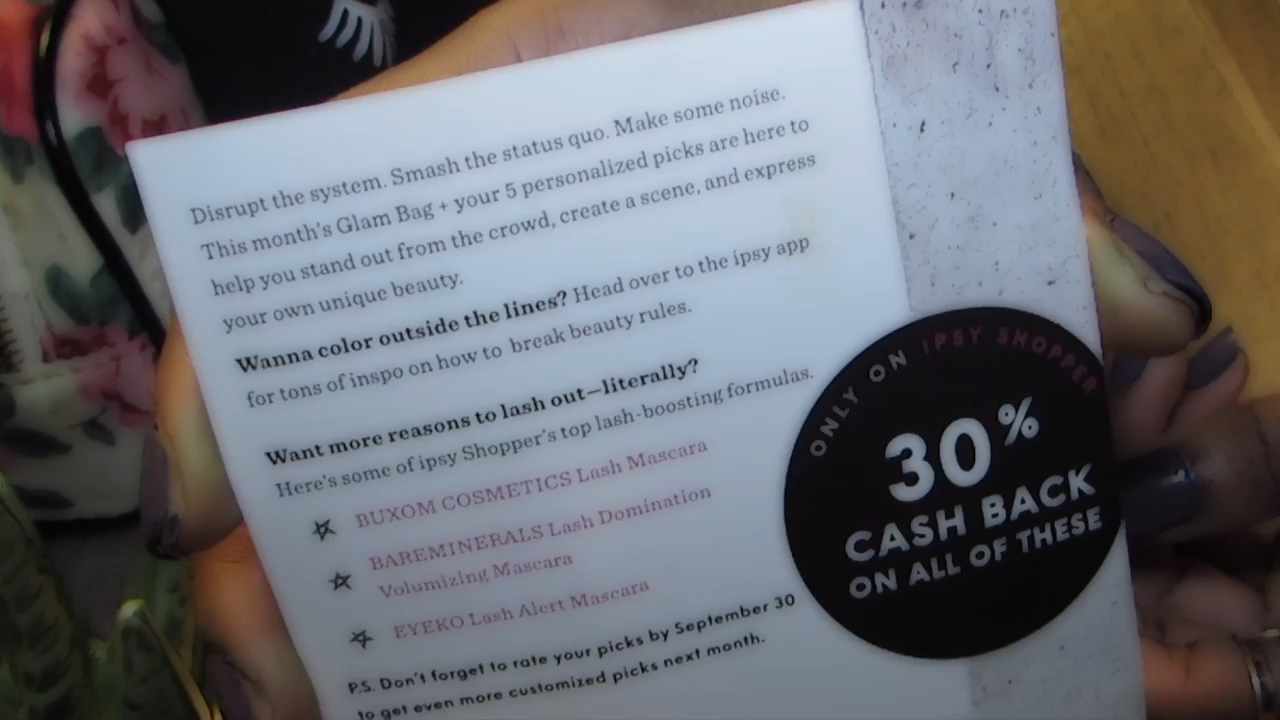 Disrupt the system. Smash the status quo. Make some noise.
This month's Glam Bag + your 5 personalized picks are here to
help you stand out from the crowd, create a scene, and express
your own unique beauty.
Wanna color outside the lines? Head over to the ipsy app
for tons of inspo on how to break beauty rules.
Want more reasons to lash out—literally?
Here's some of ipsy Shopper's top lash-boosting formulas.
BUXOM COSMETICS Lash Mascara
BAREMINERALS Lash Domination
Volumizing Mascara
EYEKO Lash Alert Mascara
P.S. Don't forget to rate your picks by September 30
to get even more customized picks next month.
ONLY ON IPSY SHOPPER
30%
CASH BACK
ON ALL OF THESE